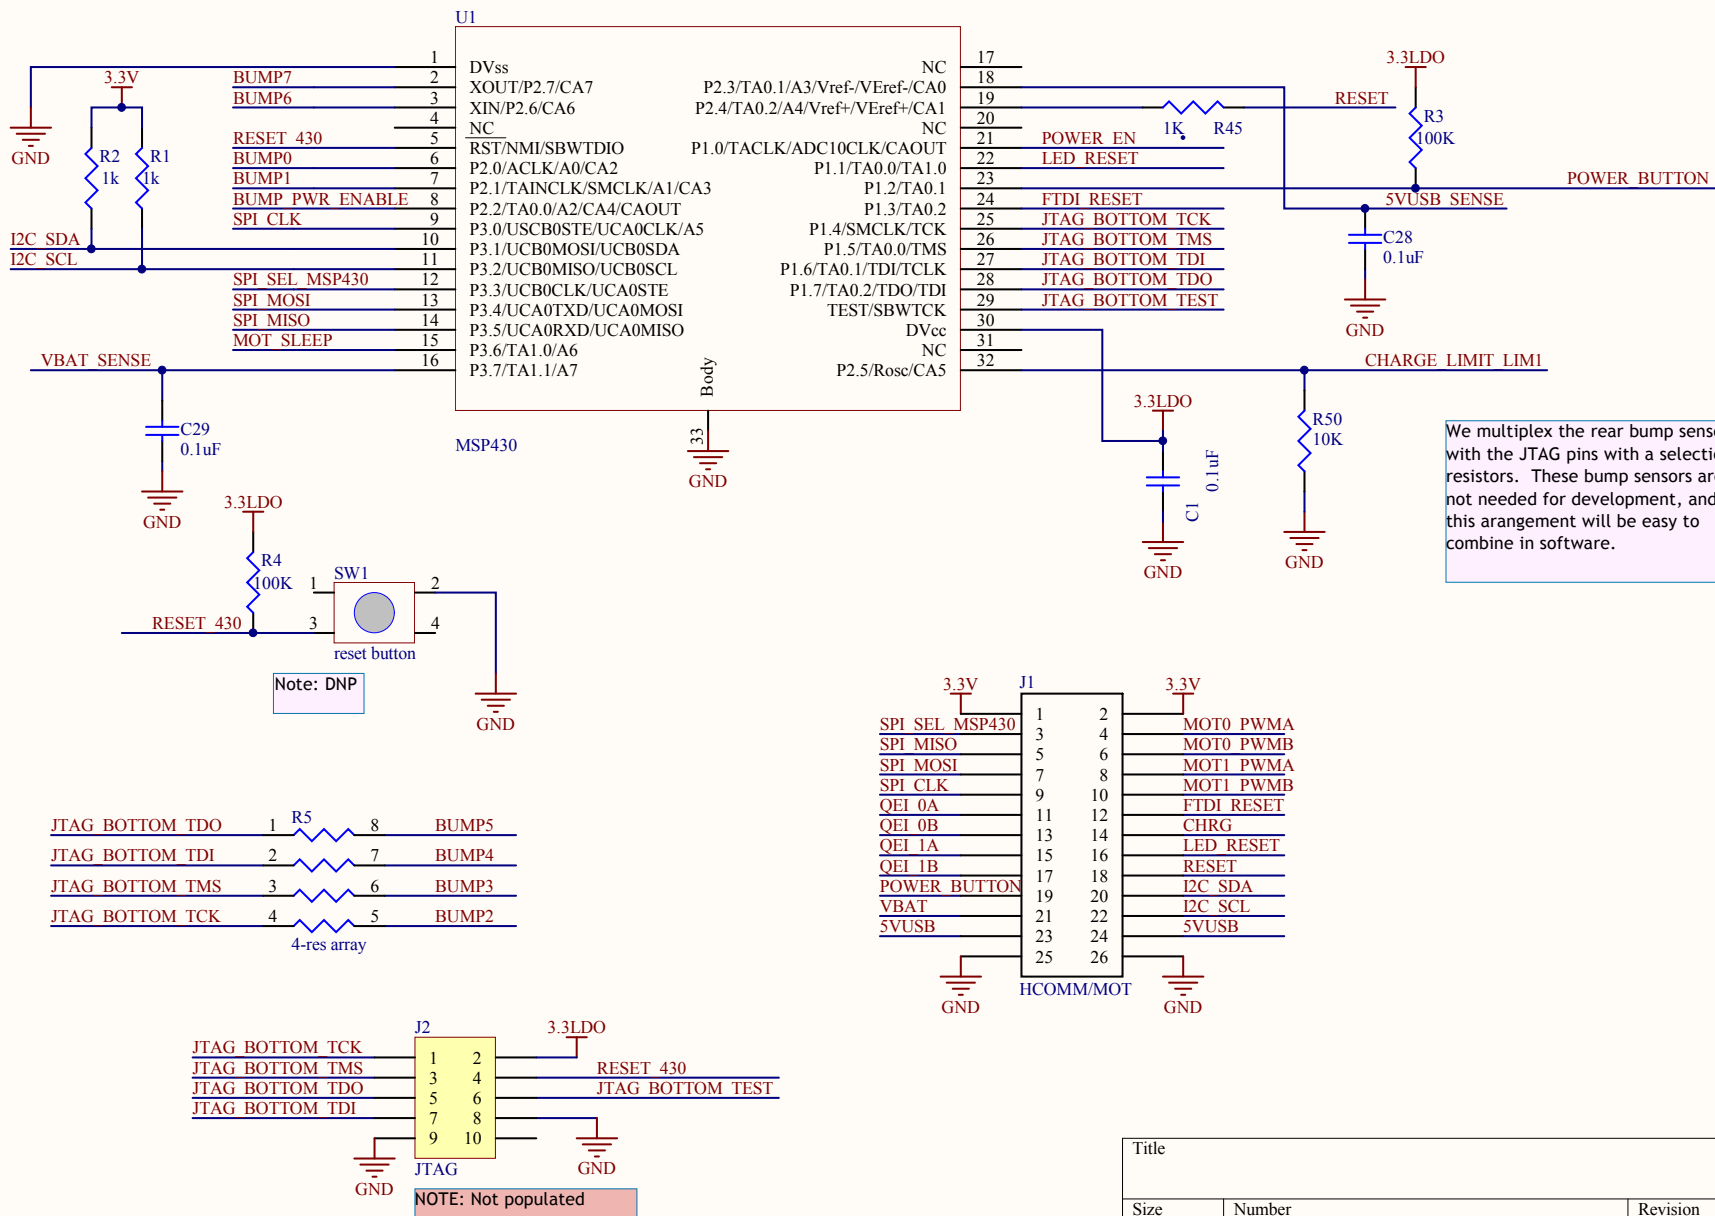 U1
1 DVss
BUMP7 2 XOUT/P2.7/CA7
BUMP6 3 XIN/P2.6/CA6
4 NC
RESET_430 5 RST/NMI/SBWTDIO
BUMP0 6 P2.0/ACLK/A0/CA2
BUMP1 7 P2.1/TAINCLK/SMCLK/A1/CA3
BUMP_PWR_ENABLE 8 P2.2/TA0.0/A2/CA4/CAOUT
SPI_CLK 9 P3.0/USCB0STE/UCA0CLK/A5
I2C_SDA 10 P3.1/UCB0MOSI/UCB0SDA
I2C_SCL 11 P3.2/UCB0MISO/UCB0SCL
SPI_SEL_MSP430 12 P3.3/UCB0CLK/UCA0STE
SPI_MOSI 13 P3.4/UCA0TXD/UCA0MOSI
SPI_MISO 14 P3.5/UCA0RXD/UCA0MISO
MOT_SLEEP 15 P3.6/TA1.0/A6
VBAT_SENSE 16 P3.7/TA1.1/A7
3.3V
R2 R1
1k 1k
GND
NC 17
P2.3/TA0.1/A3/Vref-/VEref-/CA0 18
P2.4/TA0.2/A4/Vref+/VEref+/CA1 19
NC 20
P1.0/TACLK/ADC10CLK/CAOUT 21 POWER_EN
P1.1/TA0.0/TA1.0 22 LED_RESET
P1.2/TA0.1 23 POWER_BUTTON
P1.3/TA0.2 24 FTDI_RESET
P1.4/SMCLK/TCK 25 JTAG_BOTTOM_TCK
P1.5/TA0.0/TMS 26 JTAG_BOTTOM_TMS
P1.6/TA0.1/TDI/TCLK 27 JTAG_BOTTOM_TDI
P1.7/TA0.2/TDO/TDI 28 JTAG_BOTTOM_TDO
TEST/SBWTCK 29 JTAG_BOTTOM_TEST
DVcc 30
NC 31
P2.5/Rosc/CA5 32 CHARGE_LIMIT_LIM1
Body
33
MSP430
GND
1K R45
RESET
3.3LDO
R3
100K
5VUSB_SENSE
C28
0.1uF
GND
C29
0.1uF
GND
3.3LDO
C1 0.1uF
GND
R50
10K
GND
We multiplex the rear bump sens
with the JTAG pins with a selecti
resistors. These bump sensors ar
not needed for development, and
this arangement will be easy to
combine in software.
3.3LDO
R4
100K
SW1
1 2
RESET_430 3 4
reset button
GND
Note: DNP
J1
3.3V 1 2 3.3V
SPI_SEL_MSP430 3 4 MOT0_PWMA
SPI_MISO 5 6 MOT0_PWMB
SPI_MOSI 7 8 MOT1_PWMA
SPI_CLK 9 10 MOT1_PWMB
QEI_0A 11 12 FTDI_RESET
QEI_0B 13 14 CHRG
QEI_1A 15 16 LED_RESET
QEI_1B 17 18 RESET
POWER_BUTTON 19 20 I2C_SDA
VBAT 21 22 I2C_SCL
5VUSB 23 24 5VUSB
25 26
GND GND
HCOMM/MOT
R5
JTAG_BOTTOM_TDO 1 8 BUMP5
JTAG_BOTTOM_TDI 2 7 BUMP4
JTAG_BOTTOM_TMS 3 6 BUMP3
JTAG_BOTTOM_TCK 4 5 BUMP2
4-res array
J2
3.3LDO
JTAG_BOTTOM_TCK 1 2
JTAG_BOTTOM_TMS 3 4 RESET_430
JTAG_BOTTOM_TDO 5 6 JTAG_BOTTOM_TEST
JTAG_BOTTOM_TDI 7 8
9 10
GND GND
JTAG
NOTE: Not populated
Title
Size Number Revision